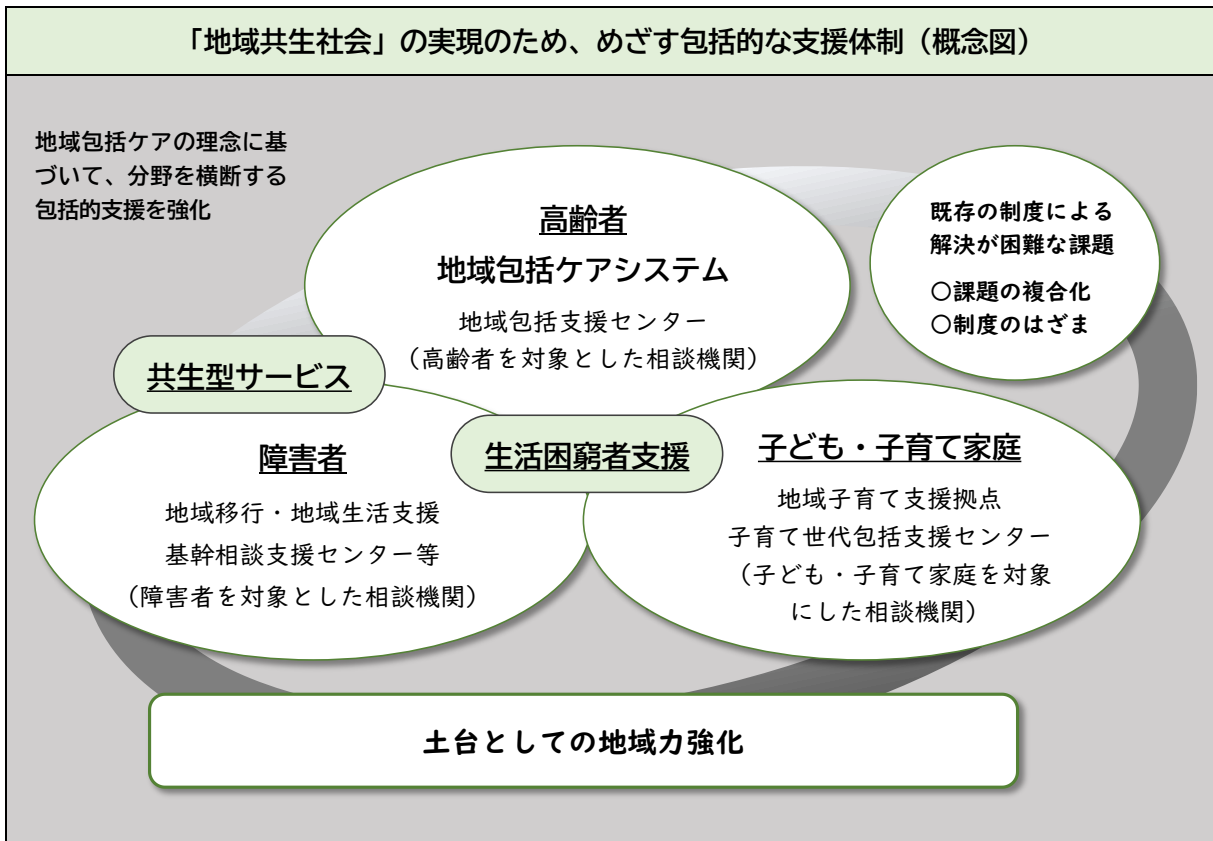 「地域共生社会」の実現のため、めざす包括的な支援体制（概念図）
地域包括ケアの理念に基
づいて、分野を横断する
包括的支援を強化
高齢者
地域包括ケアシステム
地域包括支援センター
（高齢者を対象とした相談機関）
既存の制度による
解決が困難な課題
〇課題の複合化
〇制度のはざま
共生型サービス
障害者
地域移行・地域生活支援
基幹相談支援センター等
（障害者を対象とした相談機関）
生活困窮者支援
子ども・子育て家庭
地域子育て支援拠点
子育て世代包括支援センター
（子ども・子育て家庭を対象
にした相談機関）
土台としての地域力強化